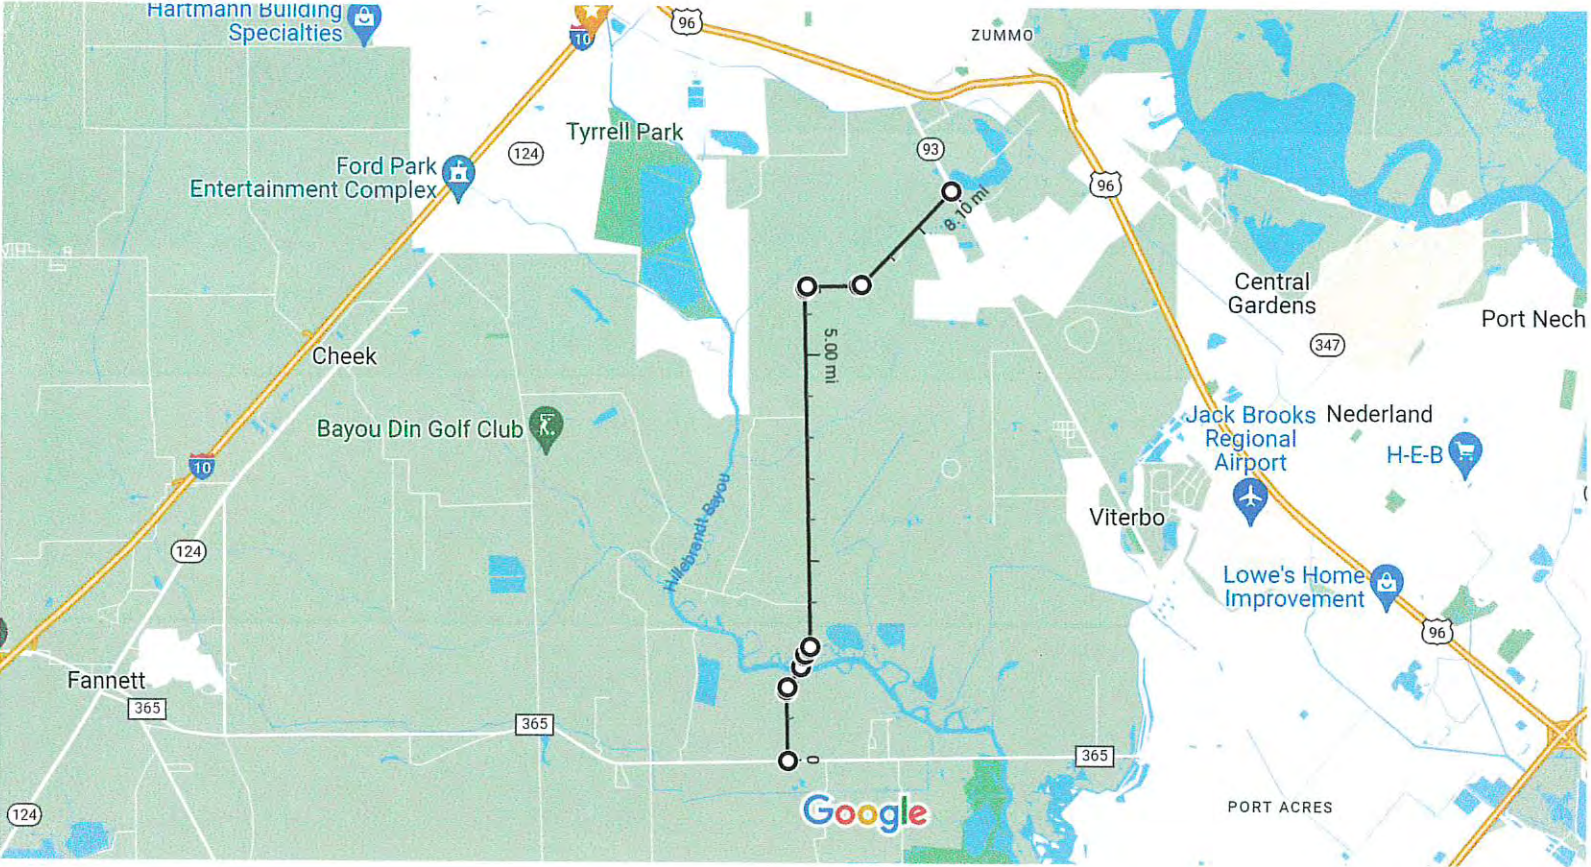 Hartmann Building
Specialties
10
96
ZUMMO
Tyrrell Park
124
93
Ford Park
Entertainment Complex
96
8.10 mi
Central
Gardens
Port Nech
347
5.00 mi
Cheek
Bayou Din Golf Club
Jack Brooks
Regional
Airport
Nederland
H-E-B
10
Hillebrandt Bayou
Viterbo
124
Lowe's Home
Improvement
96
Fannett
365
365
0
365
124
Google
PORT ACRES